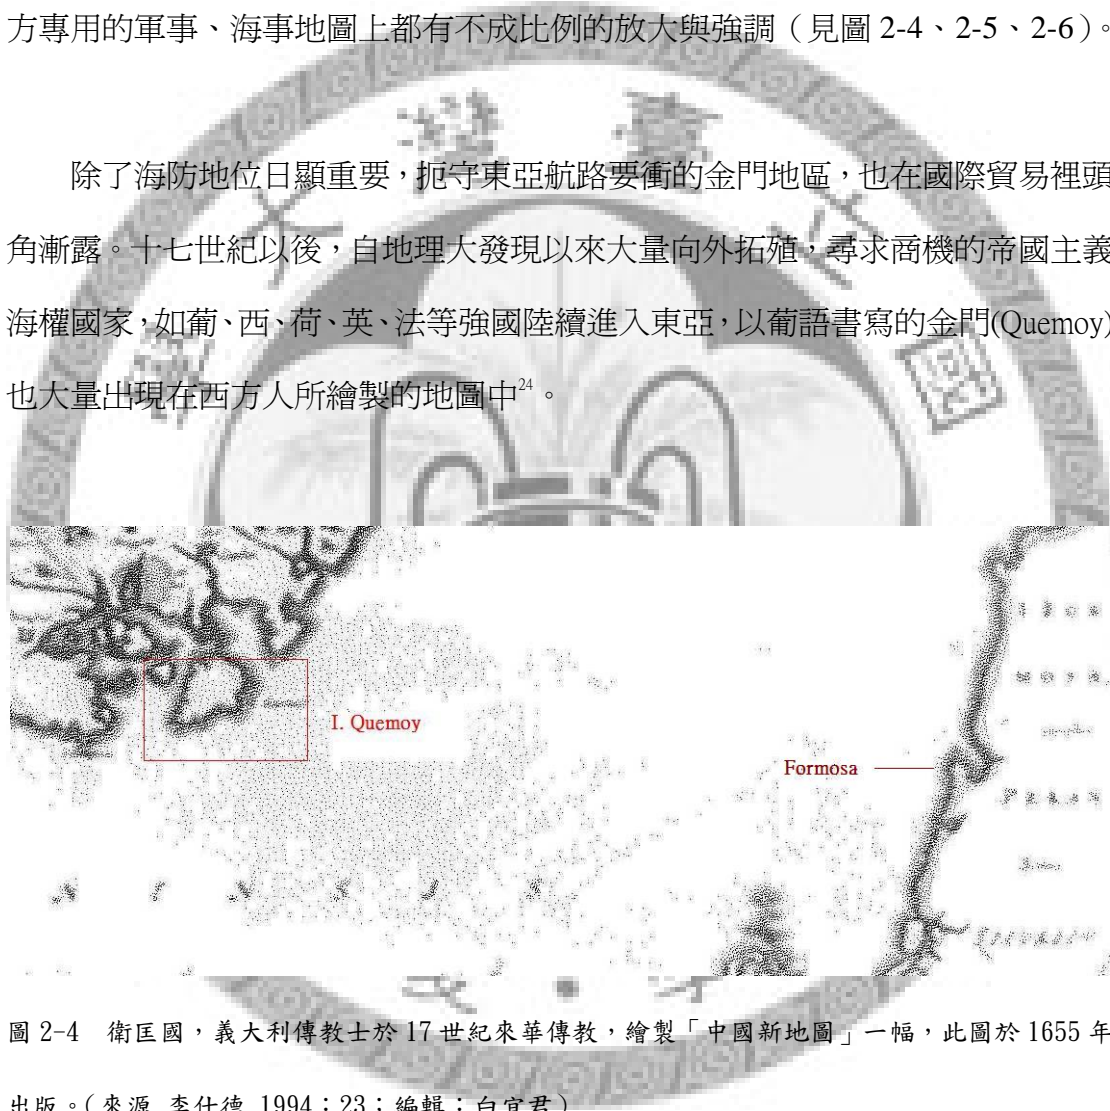 方專用的軍事、海事地圖上都有不成比例的放大與強調（見圖 2-4、2-5、2-6）。
除了海防地位日顯重要，扼守東亞航路要衝的金門地區，也在國際貿易裡頭
角漸露。十七世紀以後，自地理大發現以來大量向外拓殖，尋求商機的帝國主義
海權國家，如葡、西、荷、英、法等強國陸續進入東亞，以葡語書寫的金門(Quemoy)
也大量出現在西方人所繪製的地圖中24。
I. Quemoy
Formosa
圖 2-4 衛匡國，義大利傳教士於 17 世紀來華傳教，繪製「中國新地圖」一幅，此圖於 1655 年
出版。（來源 李仕德 1994：23；編輯：白宜君）